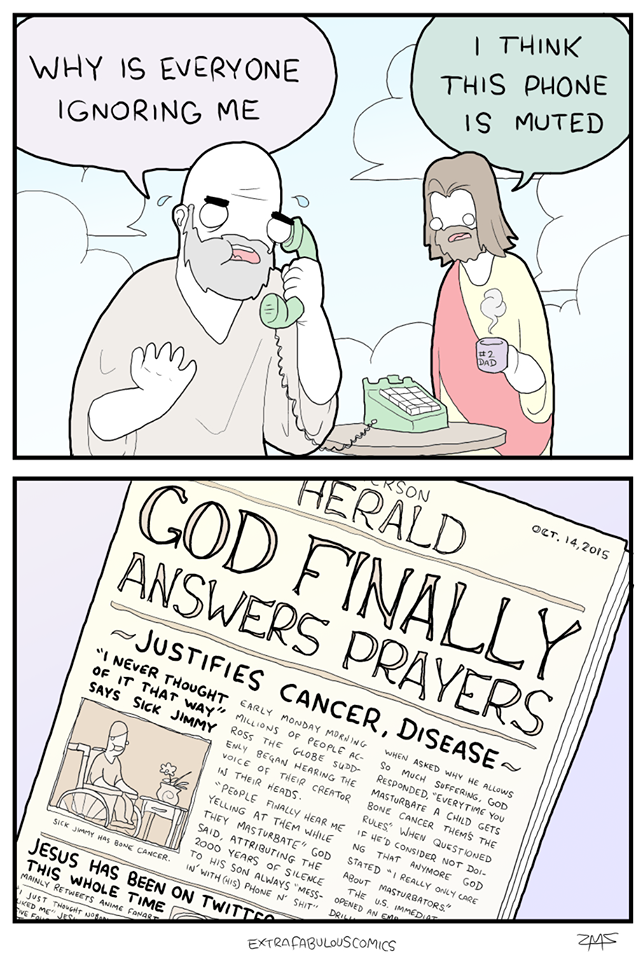 WHY IS EVERYONE
IGNORING ME
I THINK
THIS PHONE
IS MUTED
#2
DAD
HERALD
OCT. 14, 2015
GOD FINALLY
ANSWERS PRAYERS
~JUSTIFIES CANCER, DISEASE~
"I NEVER THOUGHT
OF IT THAT WAY"
SAYS SICK JIMMY
SICK JIMMY HAS BONE CANCER.
EARLY MONDAY MORNING
MILLIONS OF PEOPLE AC-
ROSS THE GLOBE SUDD-
ENLY BEGAN HEARING THE
VOICE OF THEIR CREATOR
IN THEIR HEADS.
"PEOPLE FINALLY HEAR ME
YELLING AT THEM WHILE
THEY MASTURBATE" GOD
SAID, ATTRIBUTING THE
2000 YEARS OF SILENCE
TO HIS SON ALWAYS "MESS-
IN' WITH (HIS) PHONE N' SHIT"
WHEN ASKED WHY HE ALLOWS
SO MUCH SUFFERING, GOD
RESPONDED, "EVERYTIME YOU
MASTURBATE A CHILD GETS
BONE CANCER THEM'S THE
RULES." WHEN QUESTIONED
IF HE'D CONSIDER NOT DOI-
NG THAT ANYMORE GOD
STATED "I REALLY ONLY CARE
ABOUT MASTURBATORS."
THE U.S. IMMEDIAT
OPENED AN EMB
JESUS HAS BEEN ON TWITTE
THIS WHOLE TIME
MAINLY RETWEETS ANIME FANART
I JUST THOUGHT
EXTRAFABULOUSCOMICS
ZMS